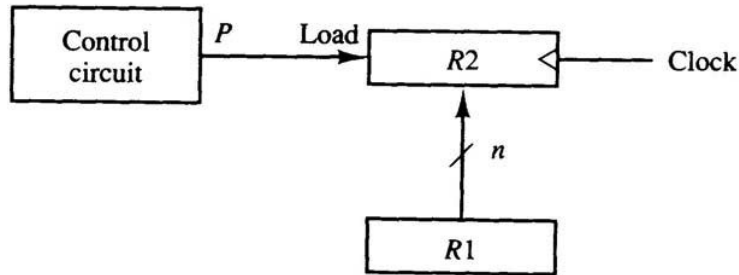 Control
circuit
P
Load
R2
Clock
n
R1